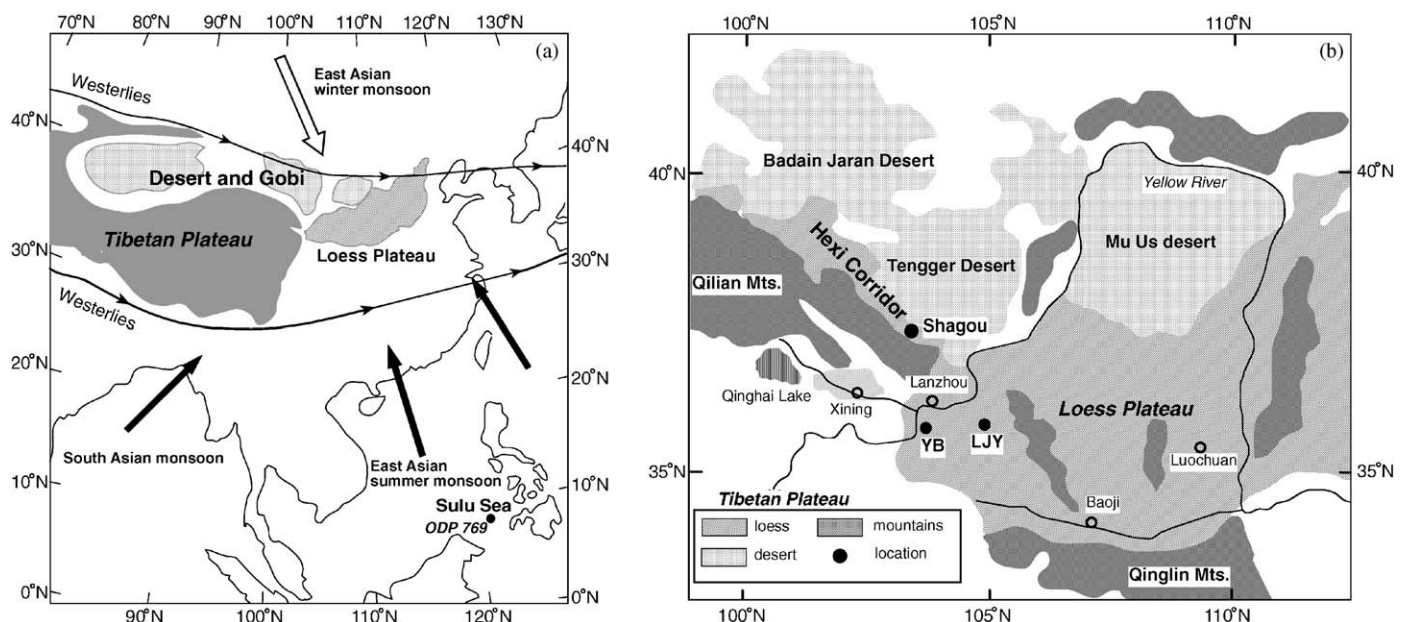 70°N 80°N 90°N 100°N 110°N 120°N 130°N
(a)
Westerlies
East Asian
winter monsoon
40°N
40°N
Desert and Gobi
Tibetan Plateau
Loess Plateau
30°N
30°N
Westerlies
20°N
20°N
South Asian monsoon
East Asian
summer monsoon
10°N
10°N
Sulu Sea
ODP 769
0°N
0°N
90°N 100°N 110°N 120°N
100°N 105°N 110°N
(b)
Badain Jaran Desert
40°N
40°N
Yellow River
Hexi Corridor
Mu Us desert
Tengger Desert
Qilian Mts.
Shagou
Qinghai Lake
Xining
Lanzhou
Loess Plateau
YB
LJY
Luochuan
35°N
35°N
Baoji
Tibetan Plateau
loess
mountains
desert
location
Qinglin Mts.
100°N 105°N 110°N